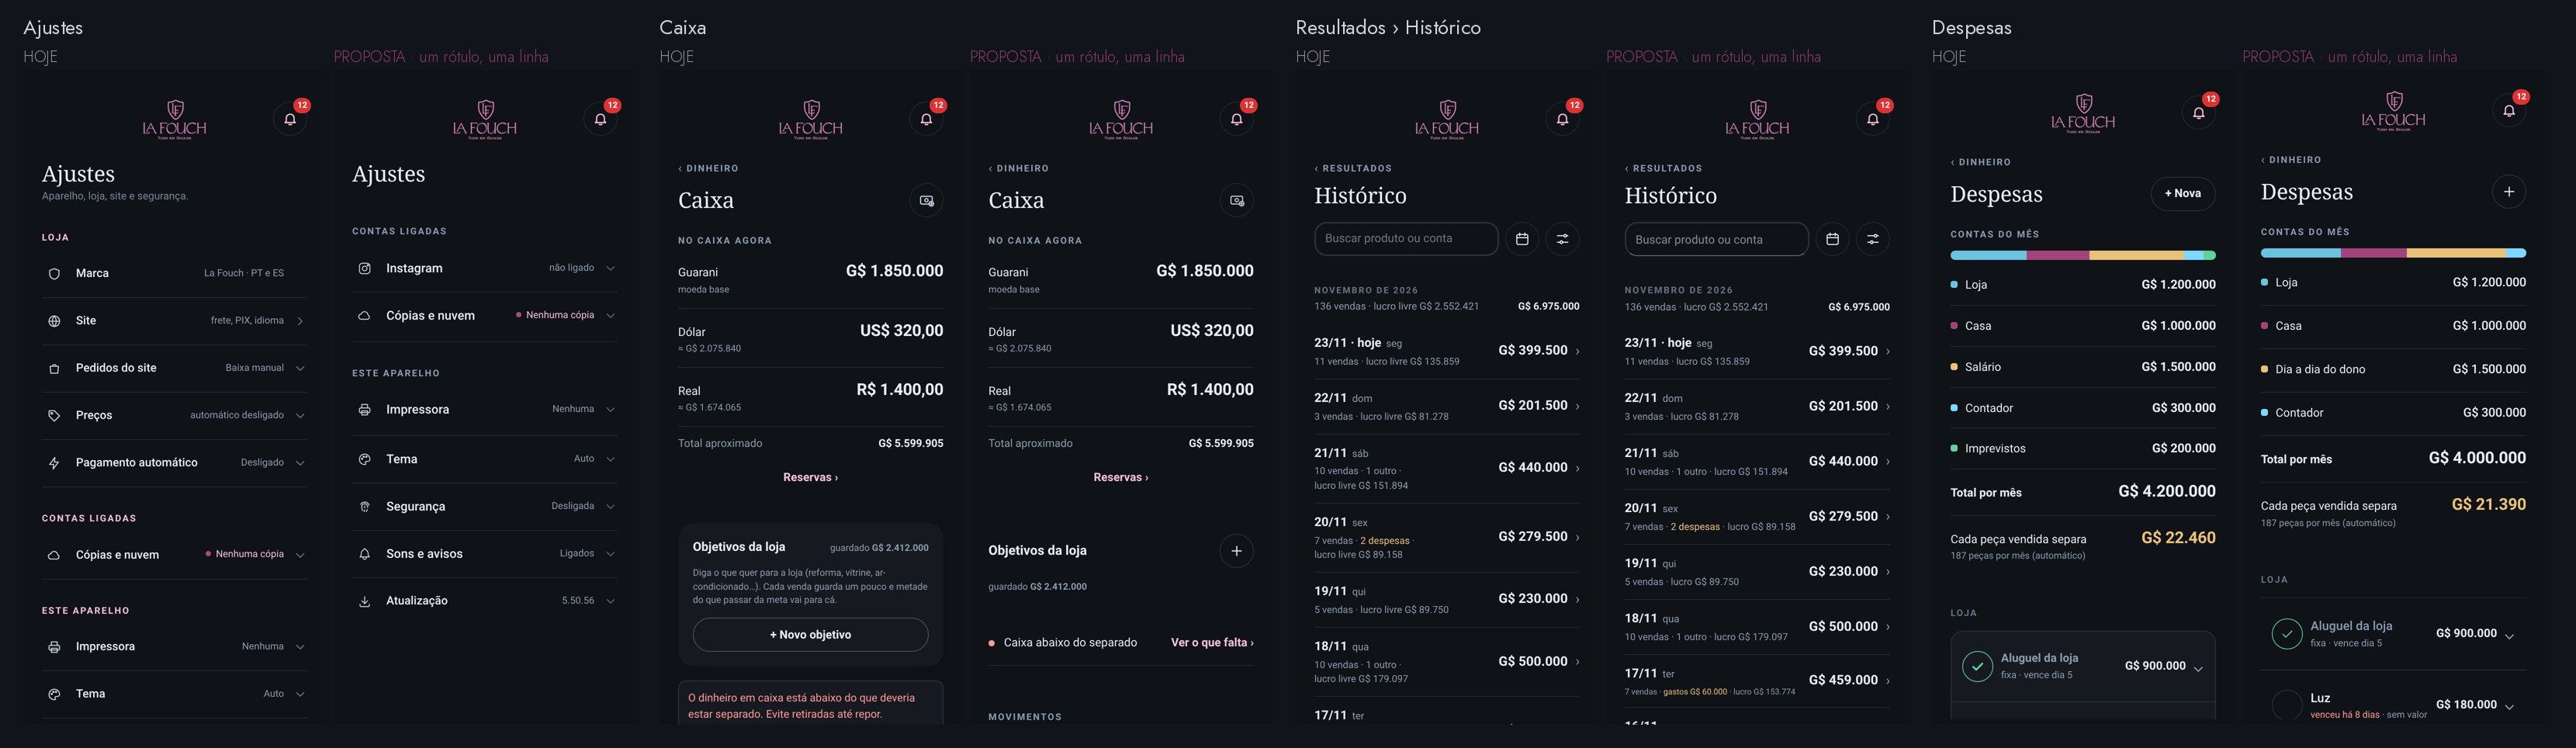 Ajustes
HOJE
12
LA FOUCH
TUDO EM ÓCULOS
Ajustes
Aparelho, loja, site e segurança.
LOJA
Marca La Fouch · PT e ES
Site frete, PIX, idioma ›
Pedidos do site Baixa manual
Preços automático desligado
Pagamento automático Desligado
CONTAS LIGADAS
Cópias e nuvem Nenhuma cópia
ESTE APARELHO
Impressora Nenhuma
Tema Auto
PROPOSTA · um rótulo, uma linha
12
LA FOUCH
TUDO EM ÓCULOS
Ajustes
CONTAS LIGADAS
Instagram não ligado
Cópias e nuvem Nenhuma cópia
ESTE APARELHO
Impressora Nenhuma
Tema Auto
Segurança Desligada
Sons e avisos Ligados
Atualização 5.50.56
Caixa
HOJE
12
LA FOUCH
TUDO EM ÓCULOS
‹ DINHEIRO
Caixa
NO CAIXA AGORA
Guarani G$ 1.850.000
moeda base
Dólar US$ 320,00
≈ G$ 2.075.840
Real R$ 1.400,00
≈ G$ 1.674.065
Total aproximado G$ 5.599.905
Reservas ›
Objetivos da loja guardado G$ 2.412.000
Diga o que quer para a loja (reforma, vitrine, ar-
condicionado...). Cada venda guarda um pouco e metade
do que passar da meta vai para cá.
+ Novo objetivo
O dinheiro em caixa está abaixo do que deveria
estar separado. Evite retiradas até repor.
PROPOSTA · um rótulo, uma linha
12
LA FOUCH
TUDO EM ÓCULOS
‹ DINHEIRO
Caixa
NO CAIXA AGORA
Guarani G$ 1.850.000
moeda base
Dólar US$ 320,00
≈ G$ 2.075.840
Real R$ 1.400,00
≈ G$ 1.674.065
Total aproximado G$ 5.599.905
Reservas ›
Objetivos da loja +
guardado G$ 2.412.000
Caixa abaixo do separado Ver o que falta ›
MOVIMENTOS
Resultados › Histórico
HOJE
12
LA FOUCH
TUDO EM ÓCULOS
‹ RESULTADOS
Histórico
Buscar produto ou conta
NOVEMBRO DE 2026
136 vendas · lucro livre G$ 2.552.421 G$ 6.975.000
23/11 · hoje seg G$ 399.500 ›
11 vendas · lucro livre G$ 135.859
22/11 dom G$ 201.500 ›
3 vendas · lucro livre G$ 81.278
21/11 sáb G$ 440.000 ›
10 vendas · 1 outro ·
lucro livre G$ 151.894
20/11 sex G$ 279.500 ›
7 vendas · 2 despesas ·
lucro livre G$ 89.158
19/11 qui G$ 230.000 ›
5 vendas · lucro livre G$ 89.750
18/11 qua G$ 500.000 ›
10 vendas · 1 outro ·
lucro livre G$ 179.097
17/11 ter
PROPOSTA · um rótulo, uma linha
12
LA FOUCH
TUDO EM ÓCULOS
‹ RESULTADOS
Histórico
Buscar produto ou conta
NOVEMBRO DE 2026
136 vendas · lucro G$ 2.552.421 G$ 6.975.000
23/11 · hoje seg G$ 399.500 ›
11 vendas · lucro G$ 135.859
22/11 dom G$ 201.500 ›
3 vendas · lucro G$ 81.278
21/11 sáb G$ 440.000 ›
10 vendas · 1 outro · lucro G$ 151.894
20/11 sex G$ 279.500 ›
7 vendas · 2 despesas · lucro G$ 89.158
19/11 qui G$ 230.000 ›
5 vendas · lucro G$ 89.750
18/11 qua G$ 500.000 ›
10 vendas · 1 outro · lucro G$ 179.097
17/11 ter G$ 459.000 ›
7 vendas · gastos G$ 60.000 · lucro G$ 153.774
Despesas
HOJE
12
LA FOUCH
TUDO EM ÓCULOS
‹ DINHEIRO
Despesas + Nova
CONTAS DO MÊS
Loja G$ 1.200.000
Casa G$ 1.000.000
Salário G$ 1.500.000
Contador G$ 300.000
Imprevistos G$ 200.000
Total por mês G$ 4.200.000
Cada peça vendida separa G$ 22.460
187 peças por mês (automático)
LOJA
Aluguel da loja G$ 900.000
fixa · vence dia 5
PROPOSTA · um rótulo, uma linha
12
LA FOUCH
TUDO EM ÓCULOS
‹ DINHEIRO
Despesas +
CONTAS DO MÊS
Loja G$ 1.200.000
Casa G$ 1.000.000
Dia a dia do dono G$ 1.500.000
Contador G$ 300.000
Total por mês G$ 4.000.000
Cada peça vendida separa G$ 21.390
187 peças por mês (automático)
LOJA
Aluguel da loja G$ 900.000
fixa · vence dia 5
Luz G$ 180.000
venceu há 8 dias · sem valor